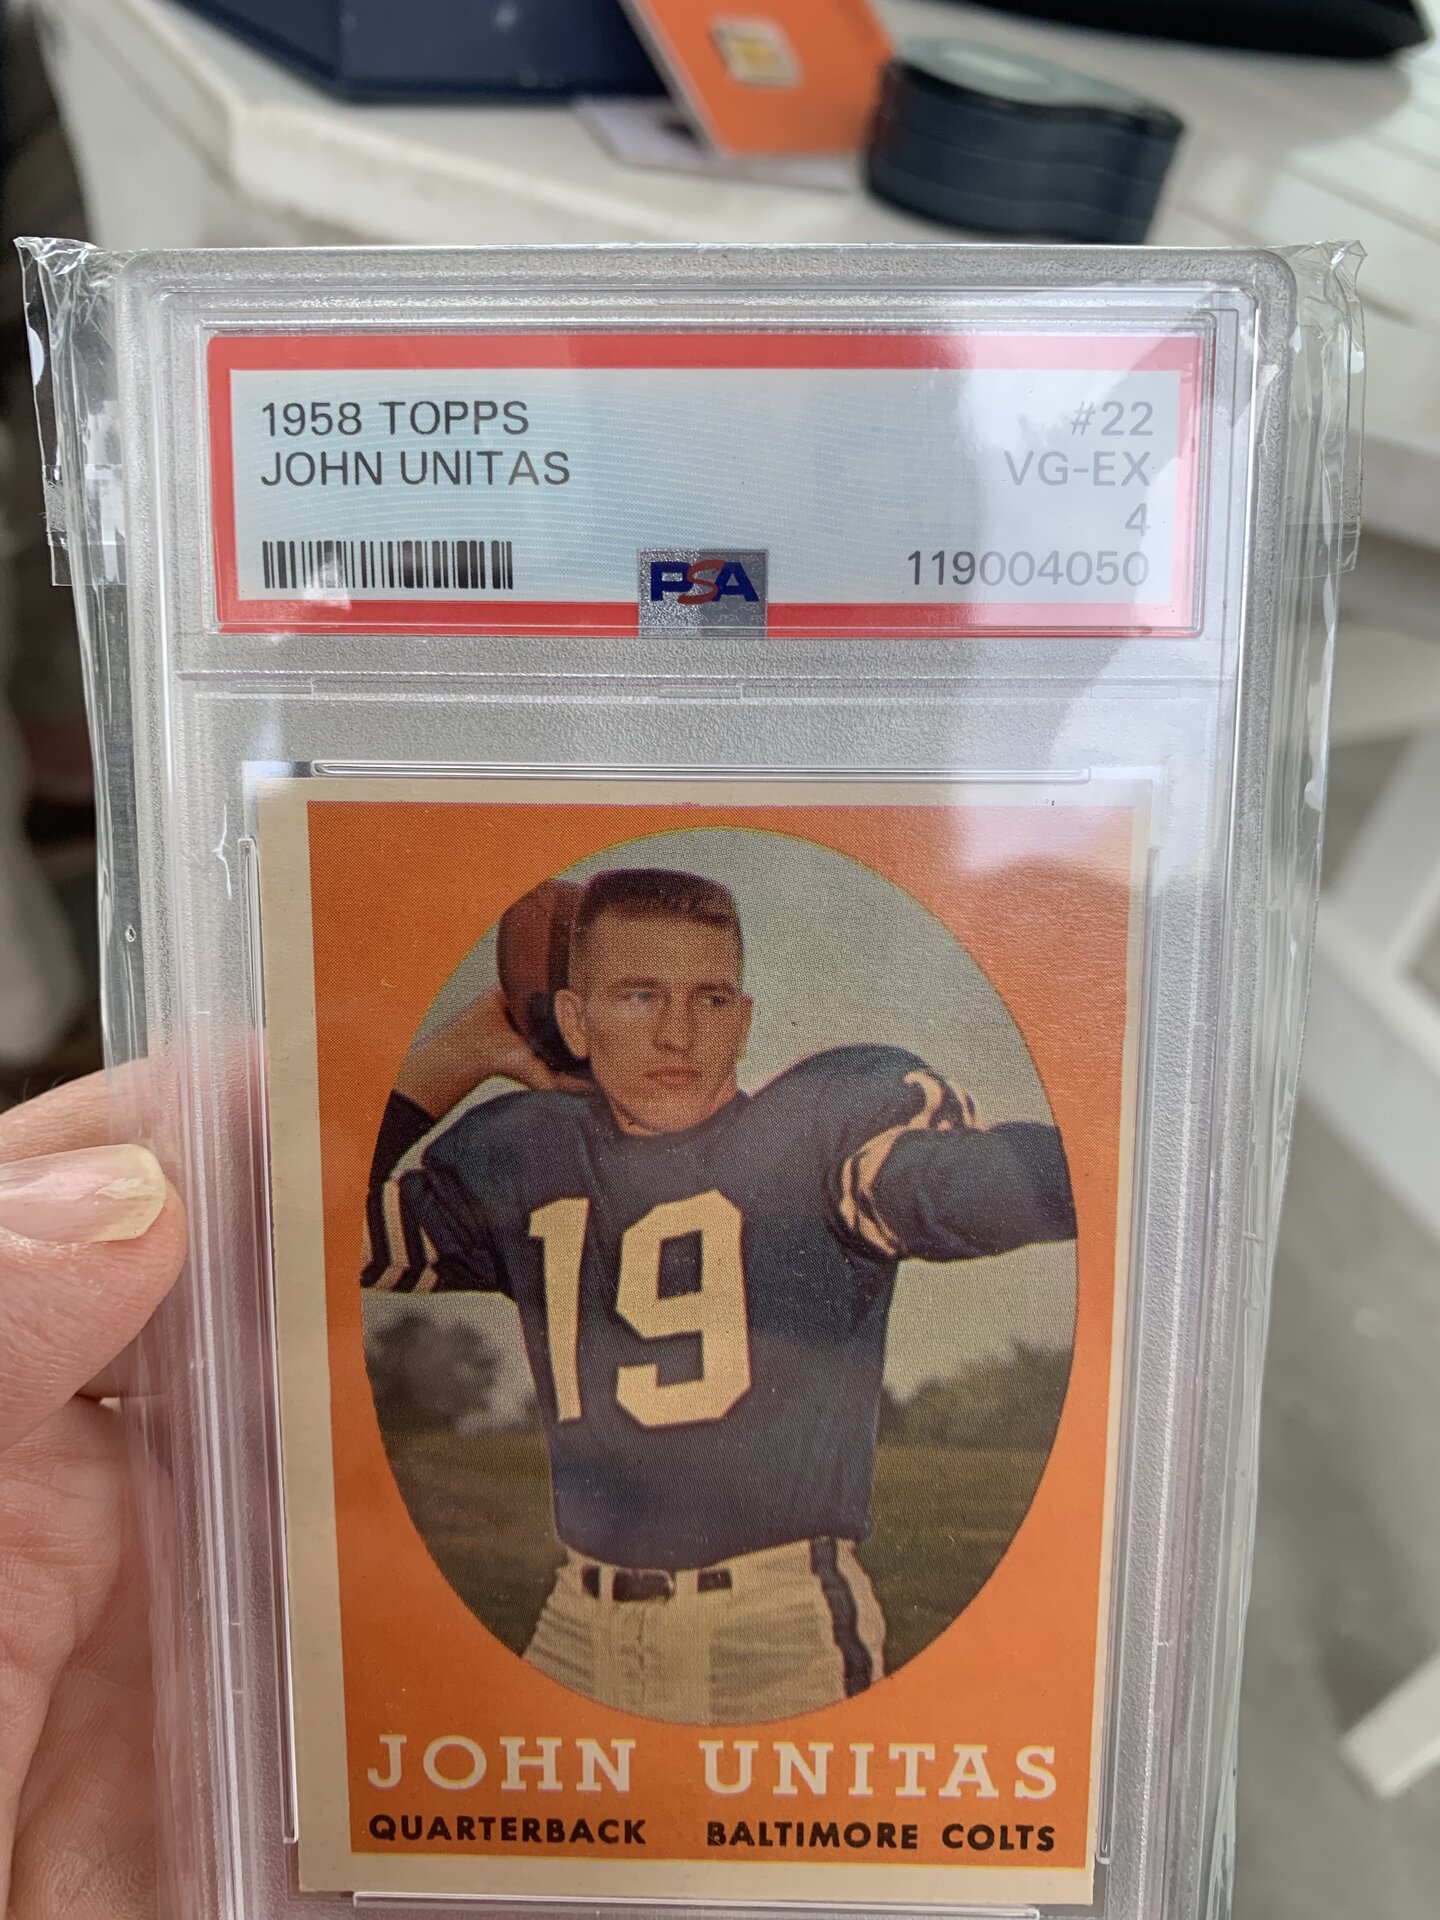 1958 TOPPS #22
JOHN UNITAS VG-EX
4
PSA 119004050
19
JOHN UNITAS
QUARTERBACK BALTIMORE COLTS